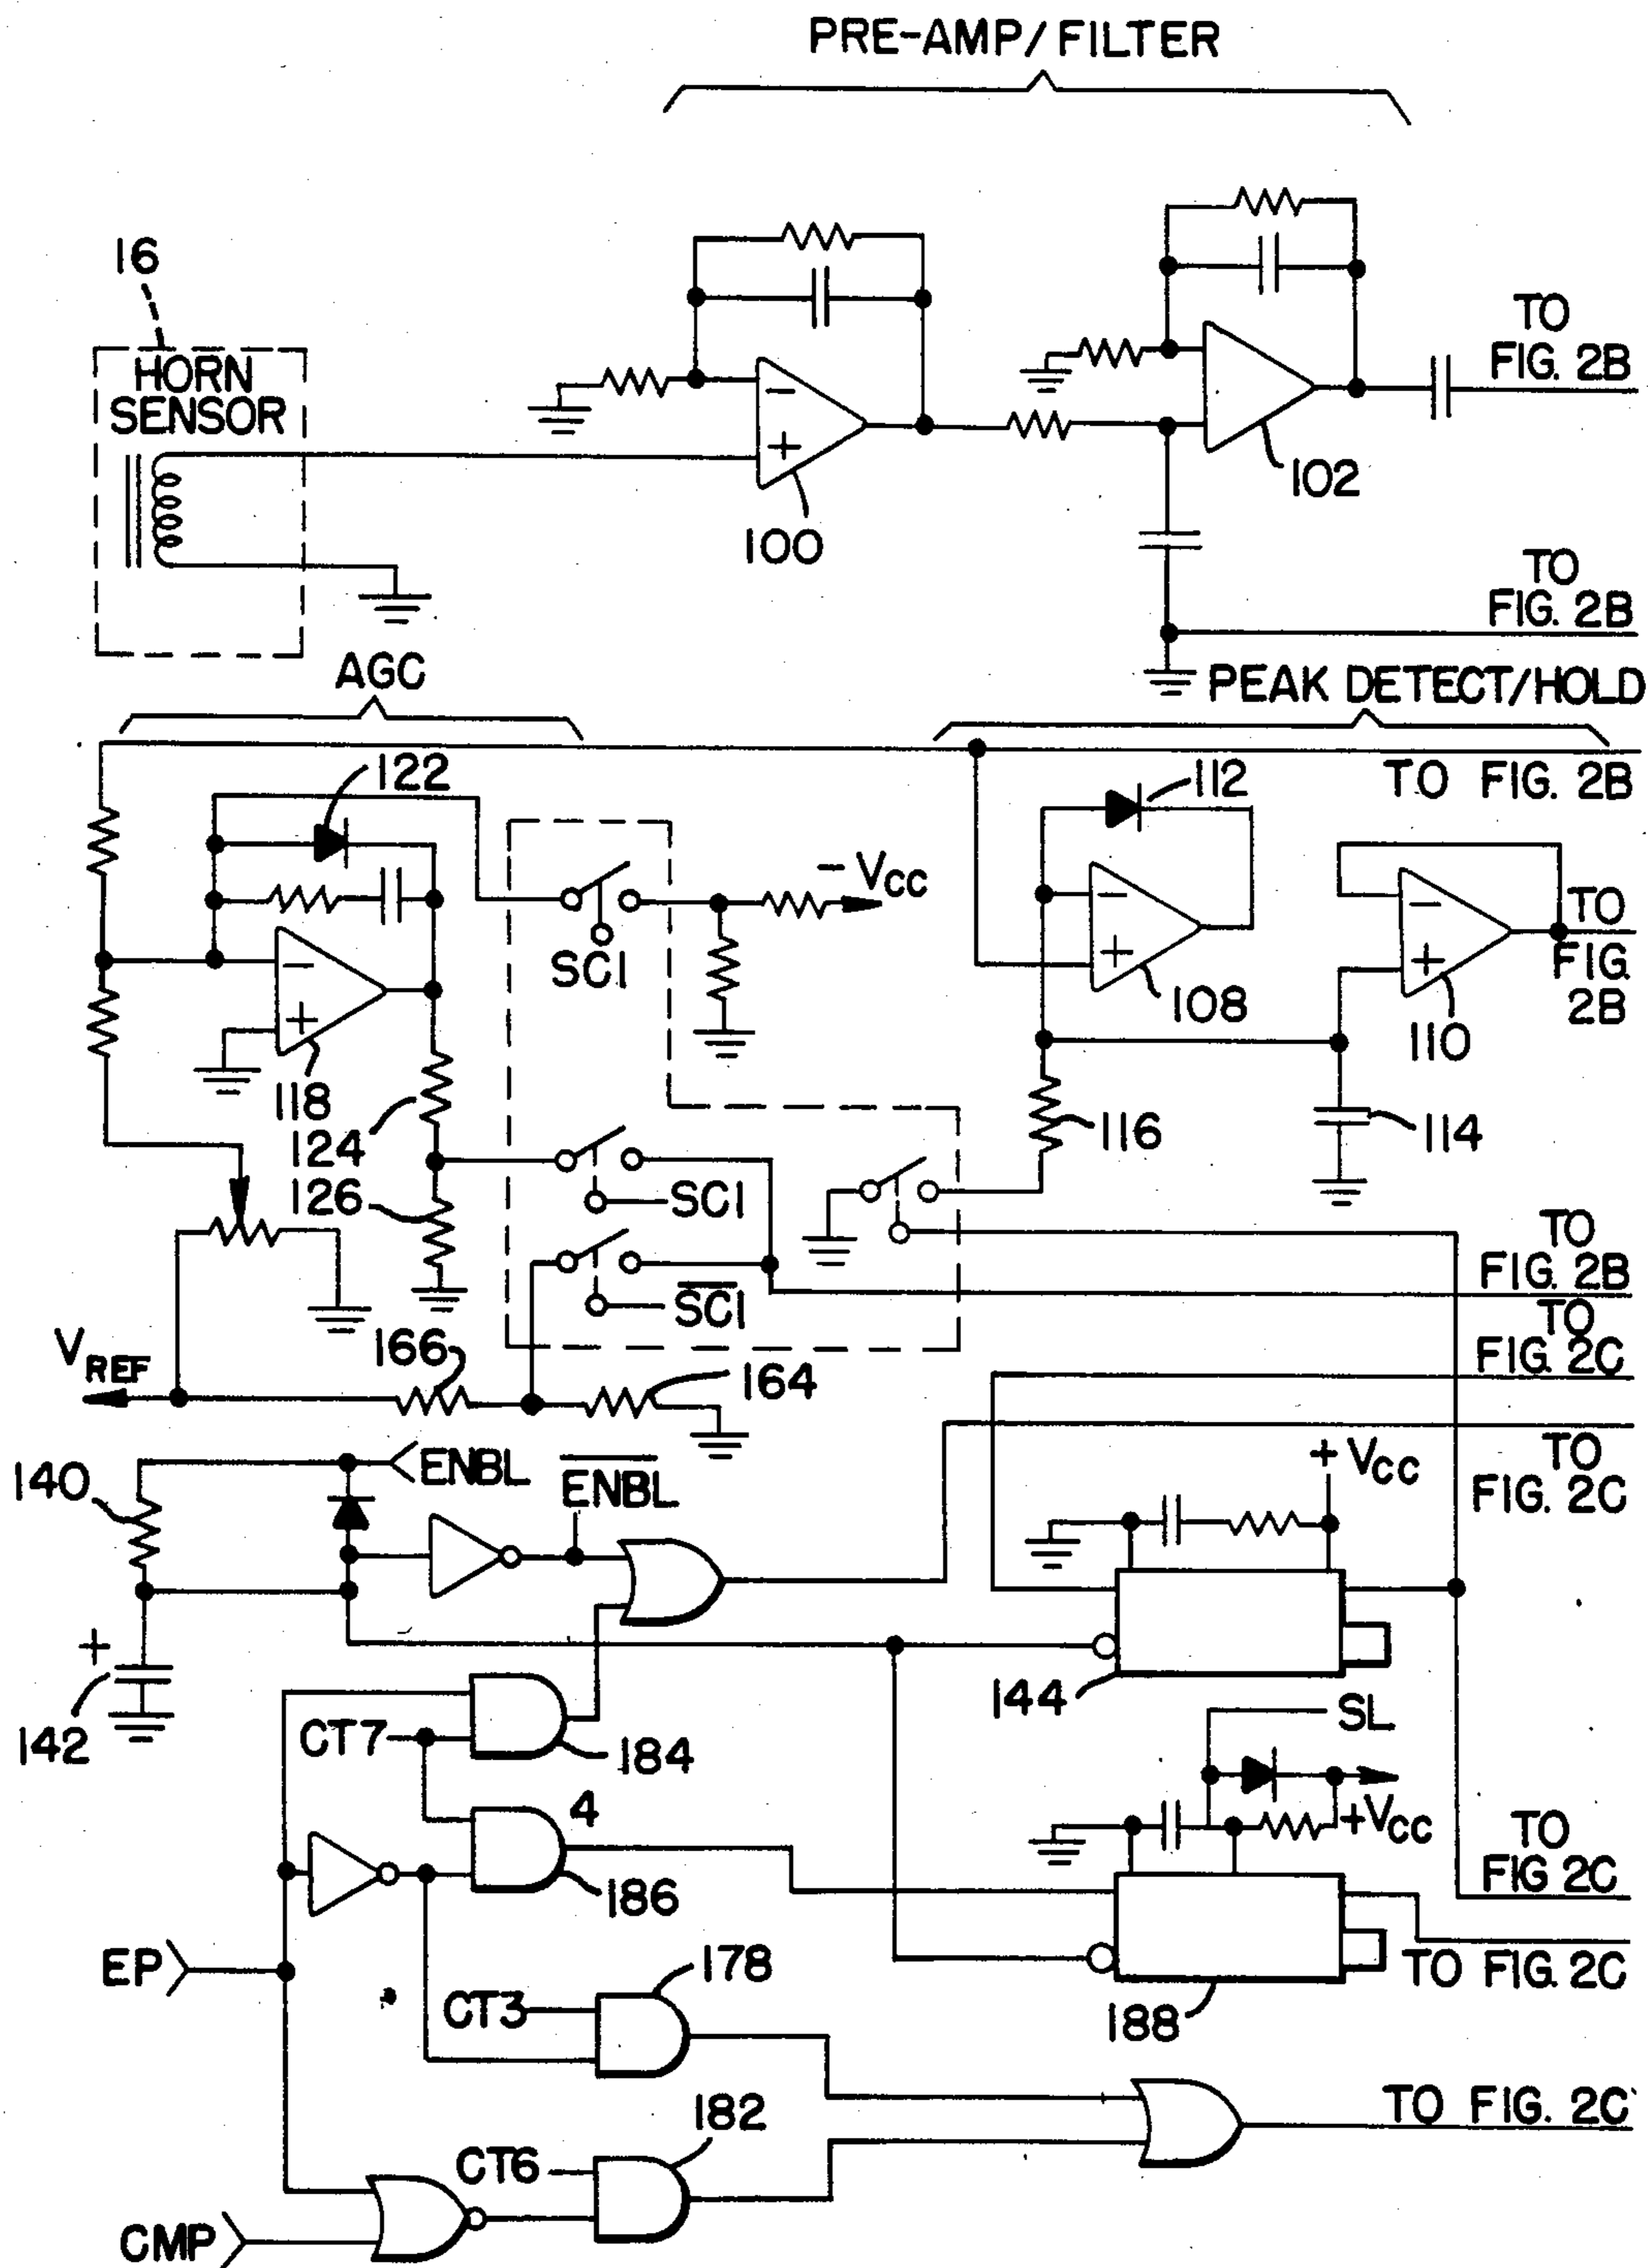 PRE-AMP/FILTER
16
HORN
SENSOR
100
102
TO
FIG. 2B
TO
FIG. 2B
AGC
PEAK DETECT/HOLD
TO FIG. 2B
122
112
-
+
-
+
118
SC1
- VCC
-
+
108
-
+
110
TO
FIG.
2B
124
126
SC1
SC1
116
114
TO
FIG. 2B
TO
FIG. 2C
VREF
166
164
TO
FIG. 2C
140
ENBL
ENBL
+ VCC
+
142
144
CT7
184
SL
4
186
+VCC
TO
FIG 2C
EP
178
CT3
188
TO FIG. 2C
182
CT6
TO FIG. 2C
CMP